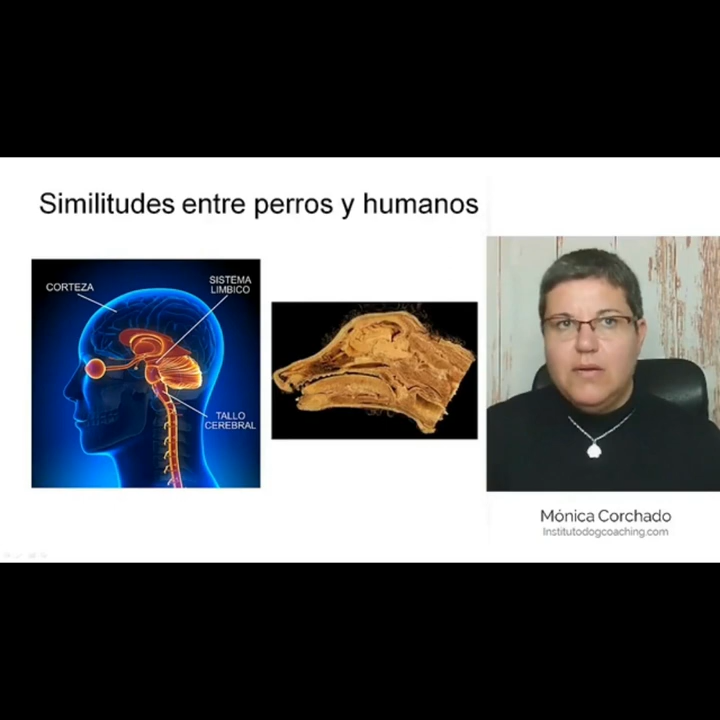 Similitudes entre perros y humanos
CORTEZA
SISTEMA
LIMBICO
TALLO
CEREBRAL
Mónica Corchado
Institutodogcoaching.com